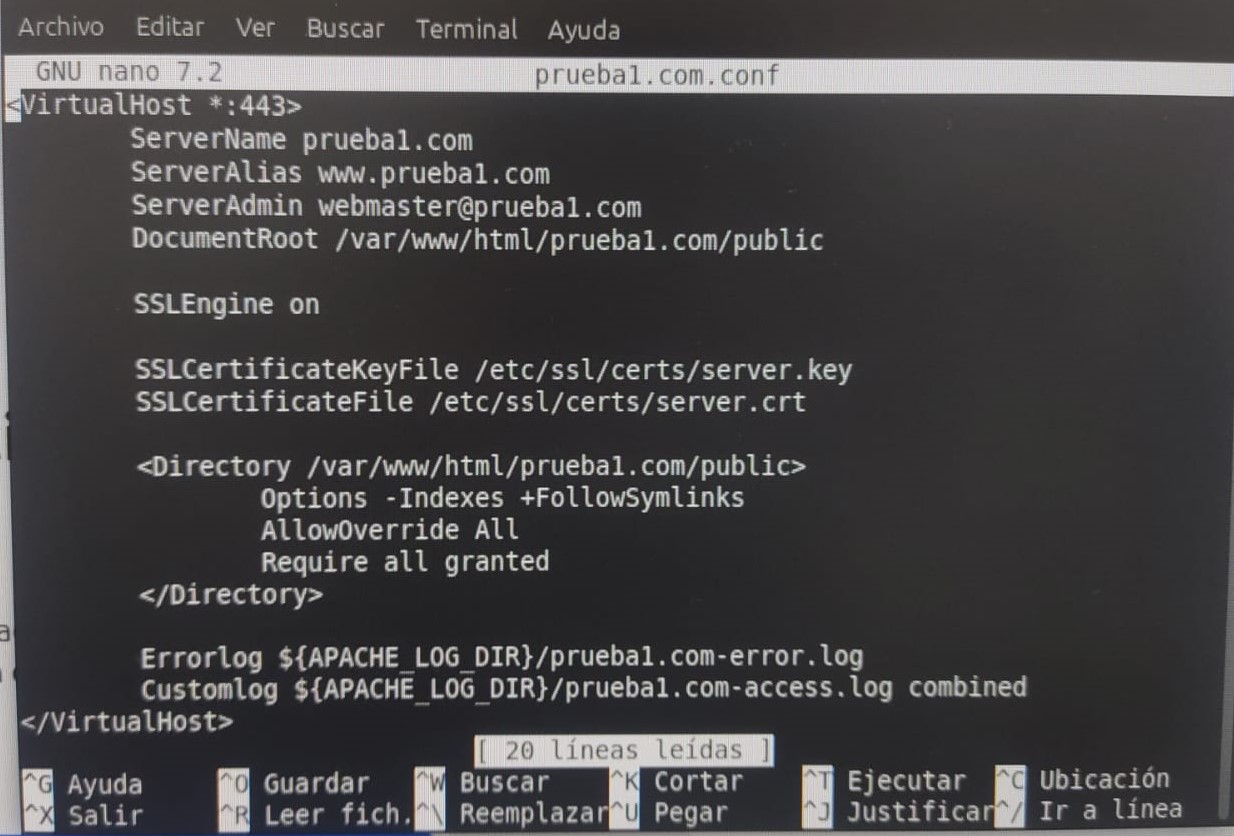 Archivo Editar Ver Buscar Terminal Ayuda
GNU nano 7.2 prueba1.com.conf
<VirtualHost *:443>
ServerName prueba1.com
ServerAlias www.prueba1.com
ServerAdmin webmaster@prueba1.com
DocumentRoot /var/www/html/prueba1.com/public
SSLEngine on
SSLCertificateKeyFile /etc/ssl/certs/server.key
SSLCertificateFile /etc/ssl/certs/server.crt
<Directory /var/www/html/prueba1.com/public>
Options -Indexes +FollowSymlinks
AllowOverride All
Require all granted
</Directory>
Errorlog ${APACHE_LOG_DIR}/prueba1.com-error.log
Customlog ${APACHE_LOG_DIR}/prueba1.com-access.log combined
</VirtualHost>
[ 20 líneas leídas ]
^G Ayuda ^O Guardar ^W Buscar ^K Cortar ^T Ejecutar ^C Ubicación
^X Salir ^R Leer fich. ^\ Reemplazar ^U Pegar ^J Justificar ^/ Ir a línea